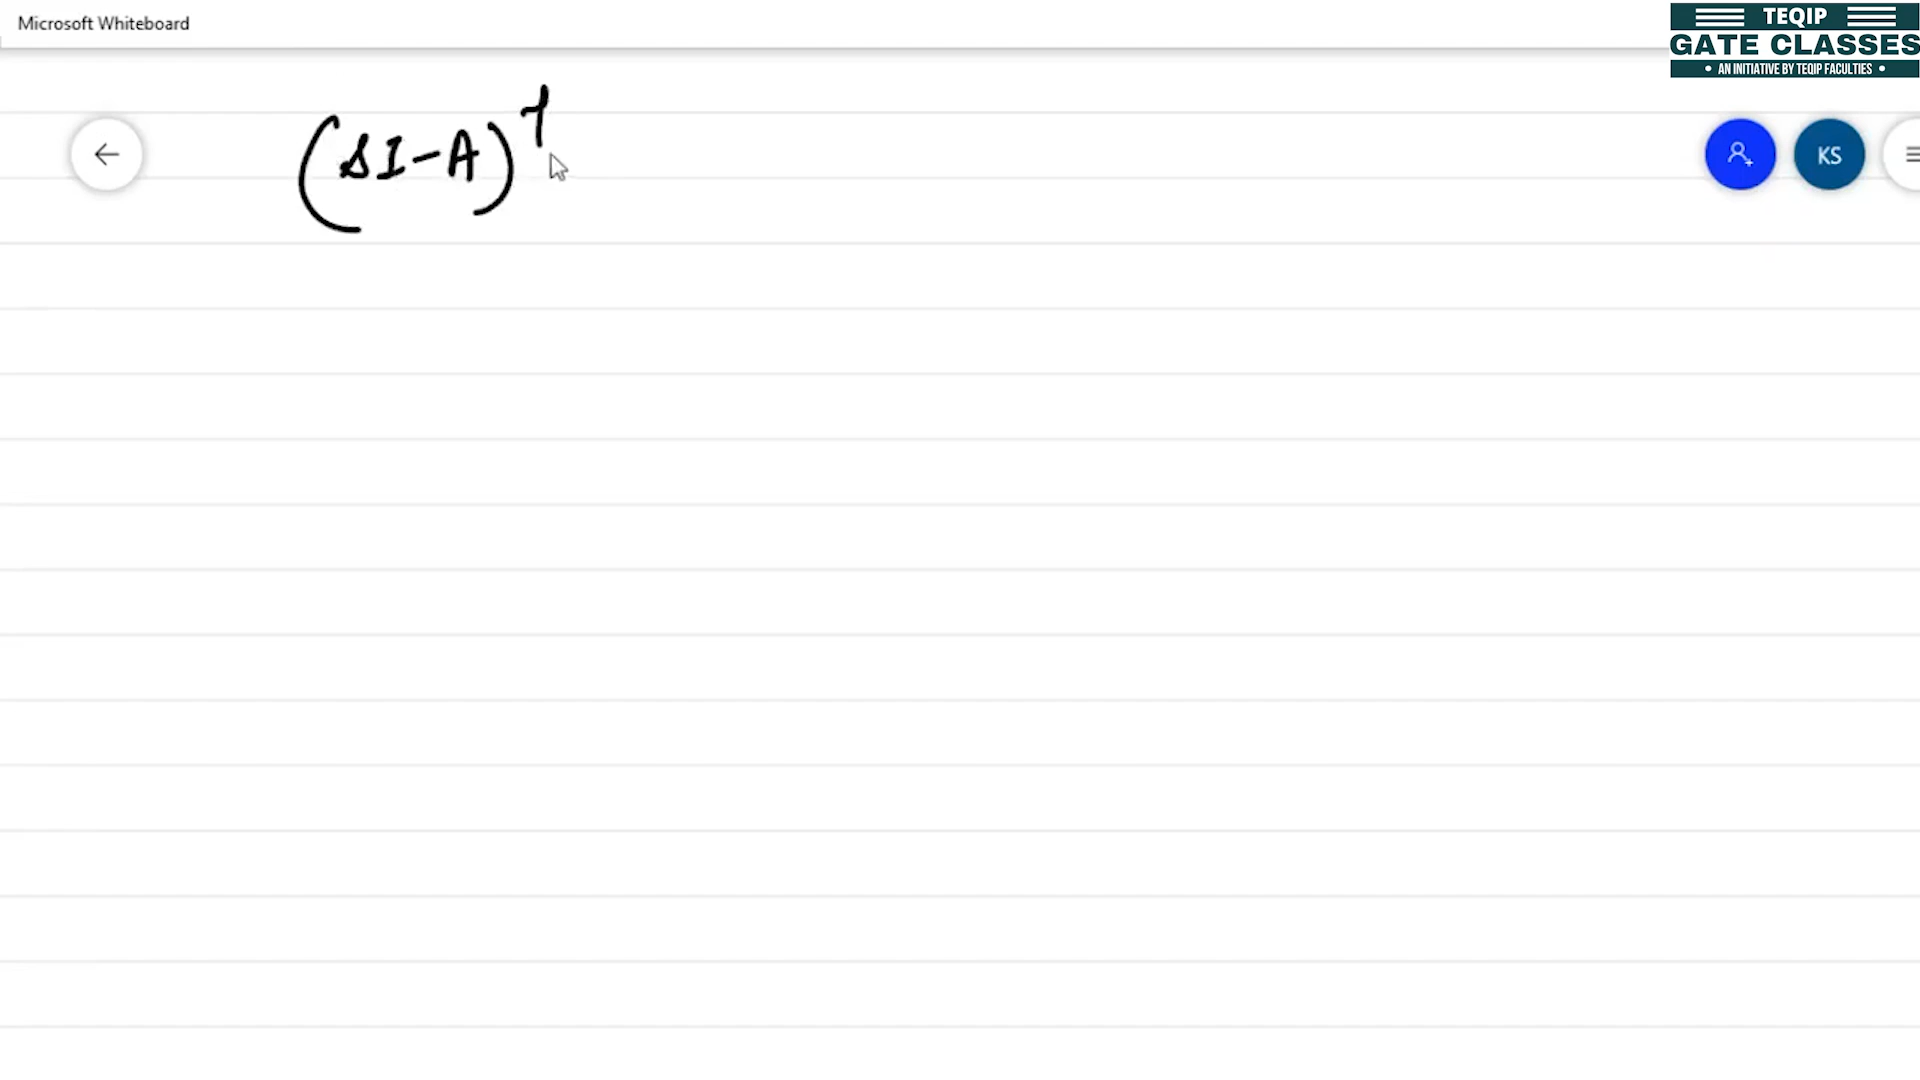 Microsoft Whiteboard
TEQIP
GATE CLASSES
• AN INITIATIVE BY TEQIP FACULTIES •
(sI-A)⁻¹
KS